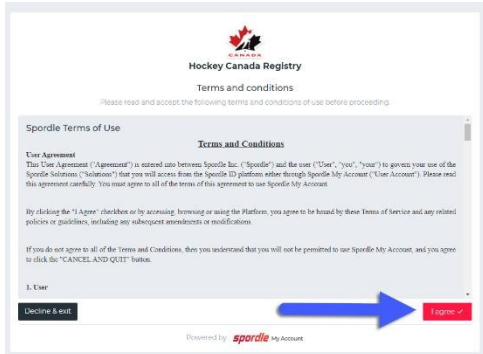 CANADA
Hockey Canada Registry
Terms and conditions
Please read and accept the following terms and conditions of use before proceeding.
Spordle Terms of Use
Terms and Conditions
User Agreement
This User Agreement ("Agreement") is entered into between Spordle Inc. ("Spordle") and the user ("User", "you", "your") to govern your use of the
Spordle Solutions ("Solutions") that you will access from the Spordle ID platform either through Spordle My Account ("User Account"). Please read
this agreement carefully. You must agree to all of the terms of this agreement to use Spordle My Account.
By clicking the "I Agree" checkbox or by accessing, browsing or using the Platform, you agree to be bound by these Terms of Service and any related
policies or guidelines, including any subsequent amendments or modifications.
If you do not agree to all of the Terms and Conditions, then you understand that you will not be permitted to use Spordle My Account, and you agree
to click the "CANCEL AND QUIT" button.
1. User
Decline & exit
I agree ✓
Powered by spordle My Account